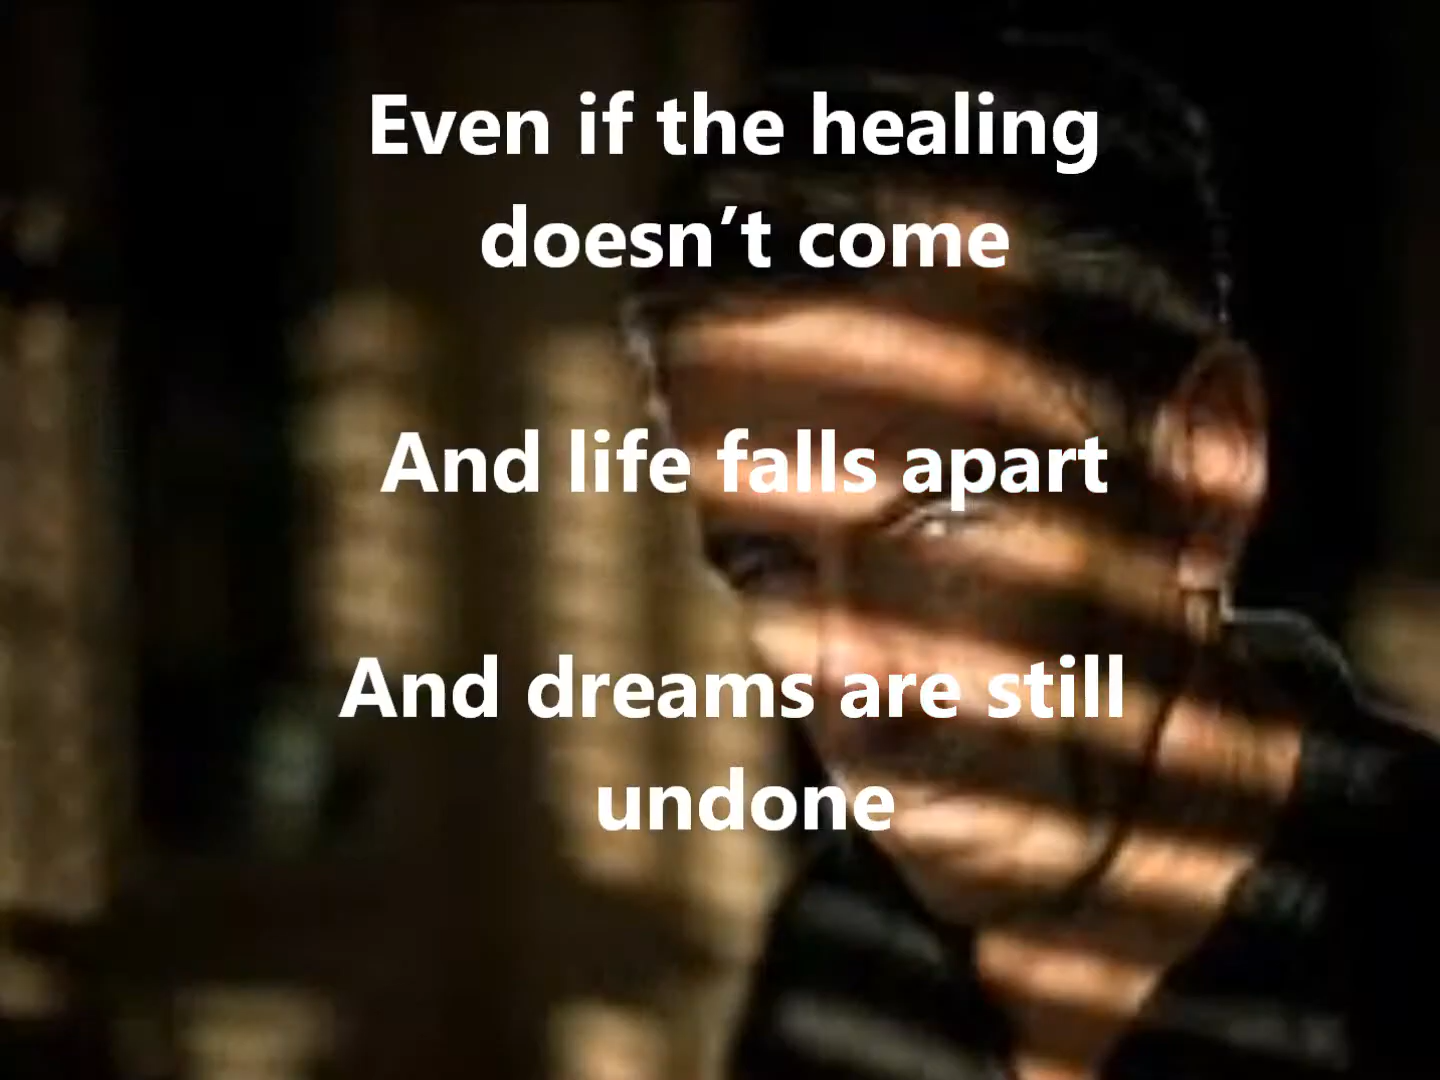 Even if the healing
doesn’t come
And life falls apart
And dreams are still
undone